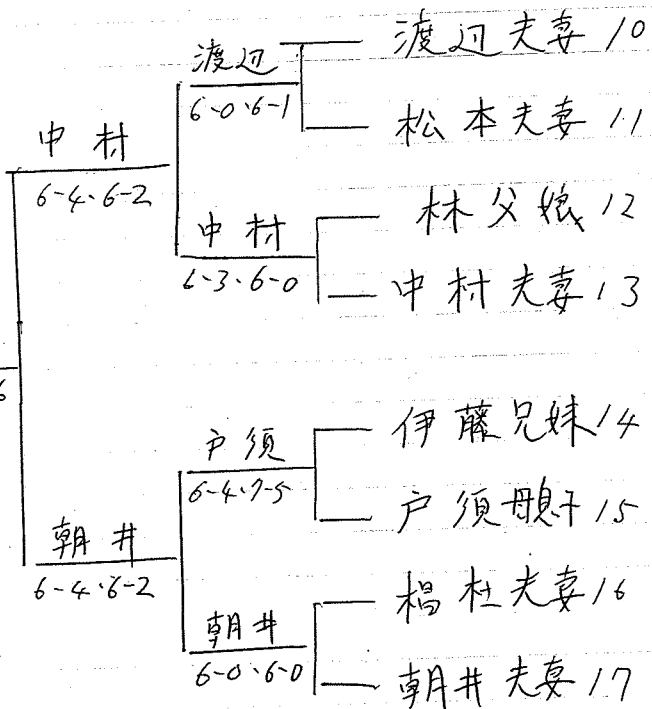 渡辺夫妻 10
渡辺
6-0・6-1
松本夫妻 11
中村
6-4・6-2
林父娘 12
中村
6-3・6-0
中村夫妻 13
6
伊藤兄妹 14
戸須
6-4・7-5
戸須母息子 15
朝井
6-4・6-2
椙杜夫妻 16
朝井
6-0・6-0
朝井夫妻 17